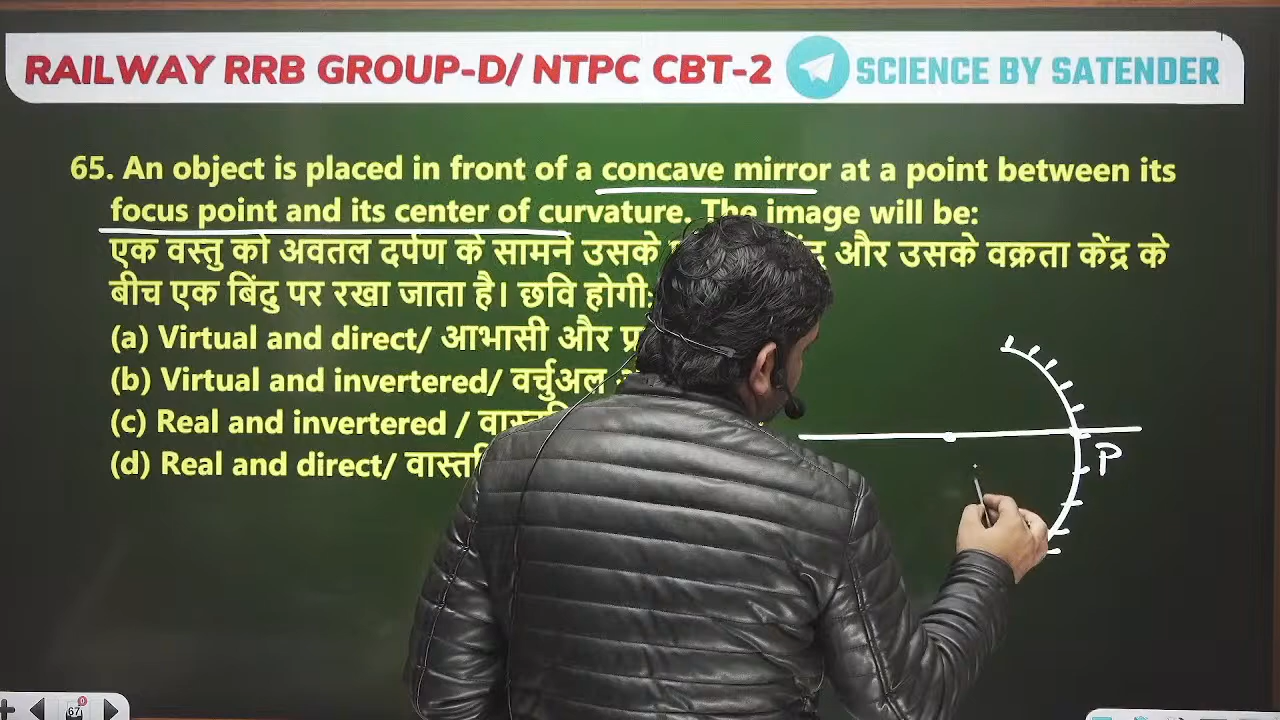 RAILWAY RRB GROUP-D/ NTPC CBT-2 SCIENCE BY SATENDER
65. An object is placed in front of a concave mirror at a point between its
focus point and its center of curvature. The image will be:
एक वस्तु को अवतल दर्पण के सामने उसके और उसके वक्रता केंद्र के
बीच एक बिंदु पर रखा जाता है। छवि होगी:
(a) Virtual and direct/ आभासी और
(b) Virtual and invertered/ वर्चुअल
(c) Real and invertered /
(d) Real and direct/
P
67